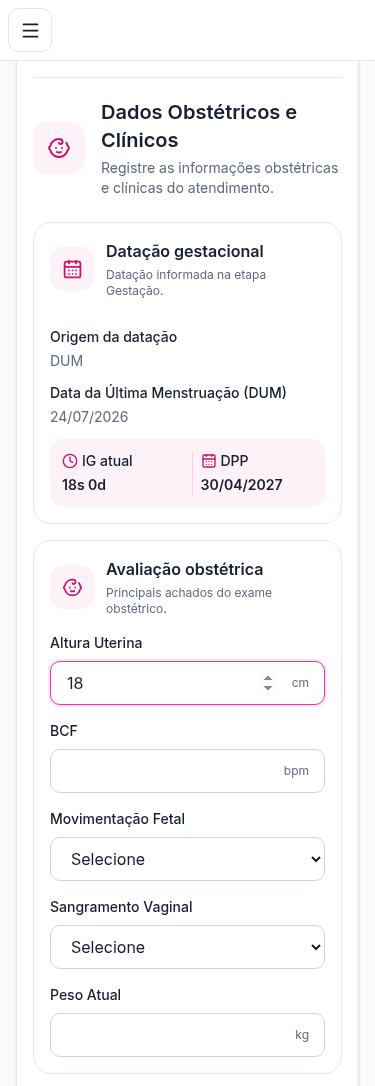 Dados Obstétricos e
Clínicos
Registre as informações obstétricas
e clínicas do atendimento.
Datação gestacional
Datação informada na etapa
Gestação.
Origem da datação
DUM
Data da Última Menstruação (DUM)
24/07/2026
IG atual
18s 0d
DPP
30/04/2027
Avaliação obstétrica
Principais achados do exame
obstétrico.
Altura Uterina
18 cm
BCF
bpm
Movimentação Fetal
Selecione
Sangramento Vaginal
Selecione
Peso Atual
kg